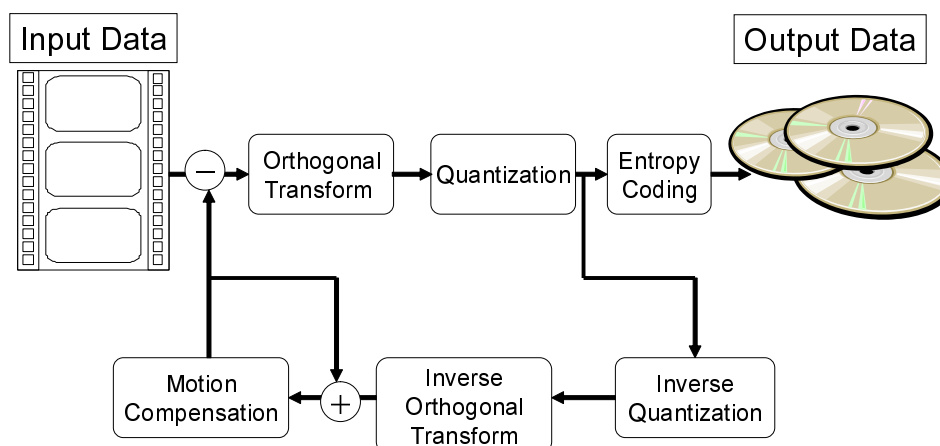 Input Data
Output Data
−
Orthogonal
Transform
Quantization
Entropy
Coding
Motion
Compensation
+
Inverse
Orthogonal
Transform
Inverse
Quantization